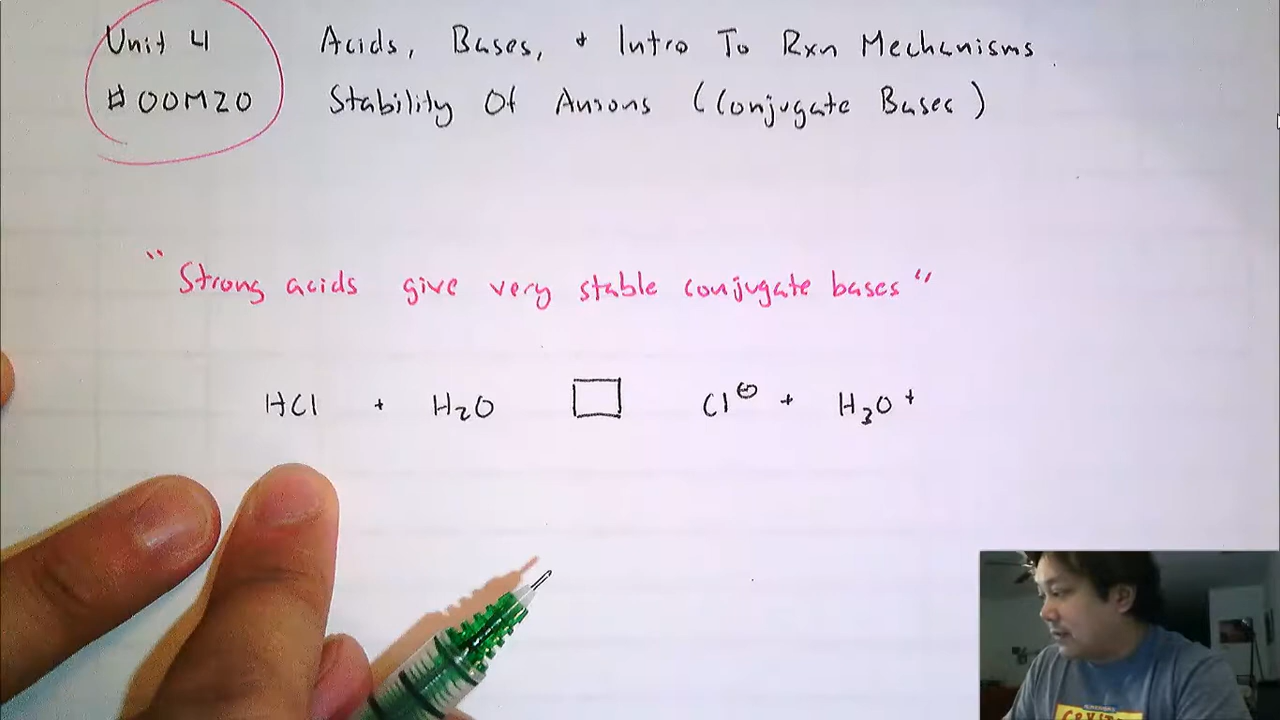 Unit 4 Acids, Bases, + Intro To Rxn Mechanisms
#00M20 Stability Of Anions (Conjugate Bases)
"Strong acids give very stable conjugate bases"
HCl + H₂O □ Cl⊖ + H₃O+